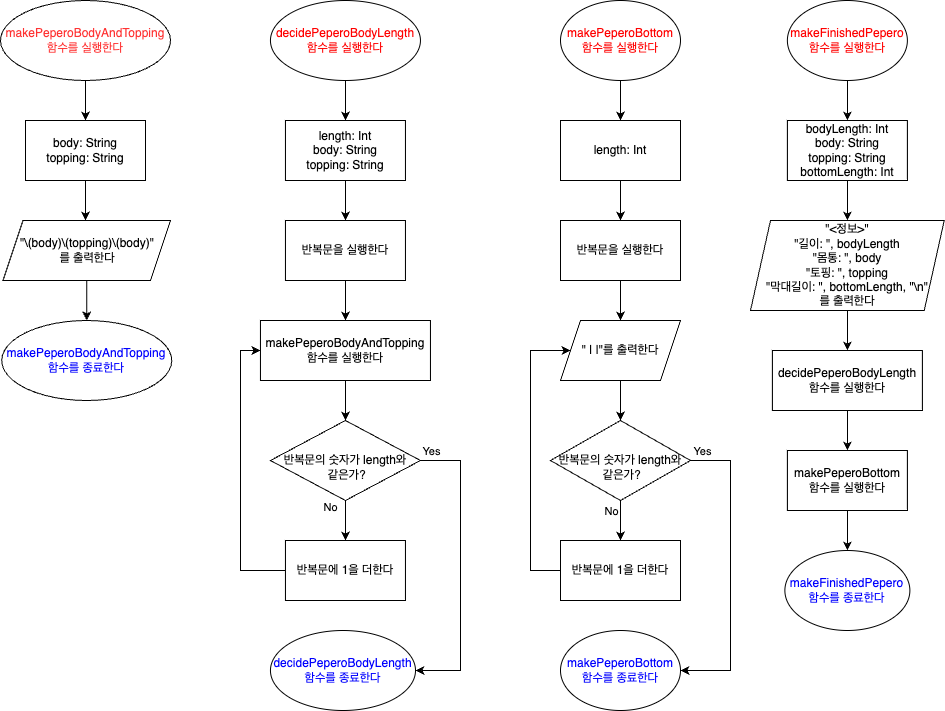 makePeperoBodyAndTopping
함수를 실행한다
body: String
topping: String
"\(body)\(topping)\(body)"
를 출력한다
makePeperoBodyAndTopping
함수를 종료한다
decidePeperoBodyLength
함수를 실행한다
length: Int
body: String
topping: String
반복문을 실행한다
makePeperoBodyAndTopping
함수를 실행한다
반복문의 숫자가 length와
같은가?
Yes
No
반복문에 1을 더한다
decidePeperoBodyLength
함수를 종료한다
makePeperoBottom
함수를 실행한다
length: Int
반복문을 실행한다
" | |"를 출력한다
반복문의 숫자가 length와
같은가?
Yes
No
반복문에 1을 더한다
makePeperoBottom
함수를 종료한다
makeFinishedPepero
함수를 실행한다
bodyLength: Int
body: String
topping: String
bottomLength: Int
"<정보>"
"길이: ", bodyLength
"몸통: ", body
"토핑: ", topping
"막대길이: ", bottomLength, "\n"
를 출력한다
decidePeperoBodyLength
함수를 실행한다
makePeperoBottom
함수를 실행한다
makeFinishedPepero
함수를 종료한다